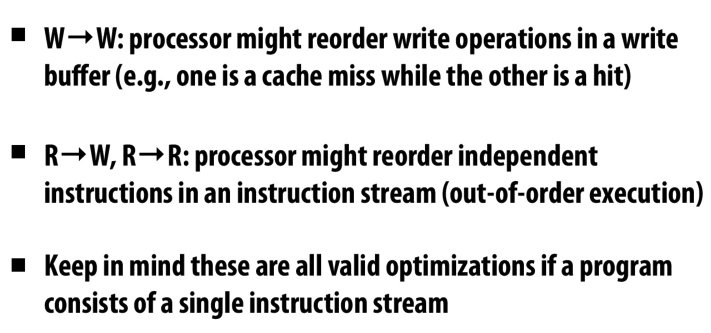 ■ W→W: processor might reorder write operations in a write
buffer (e.g., one is a cache miss while the other is a hit)
■ R→W, R→R: processor might reorder independent
instructions in an instruction stream (out-of-order execution)
■ Keep in mind these are all valid optimizations if a program
consists of a single instruction stream